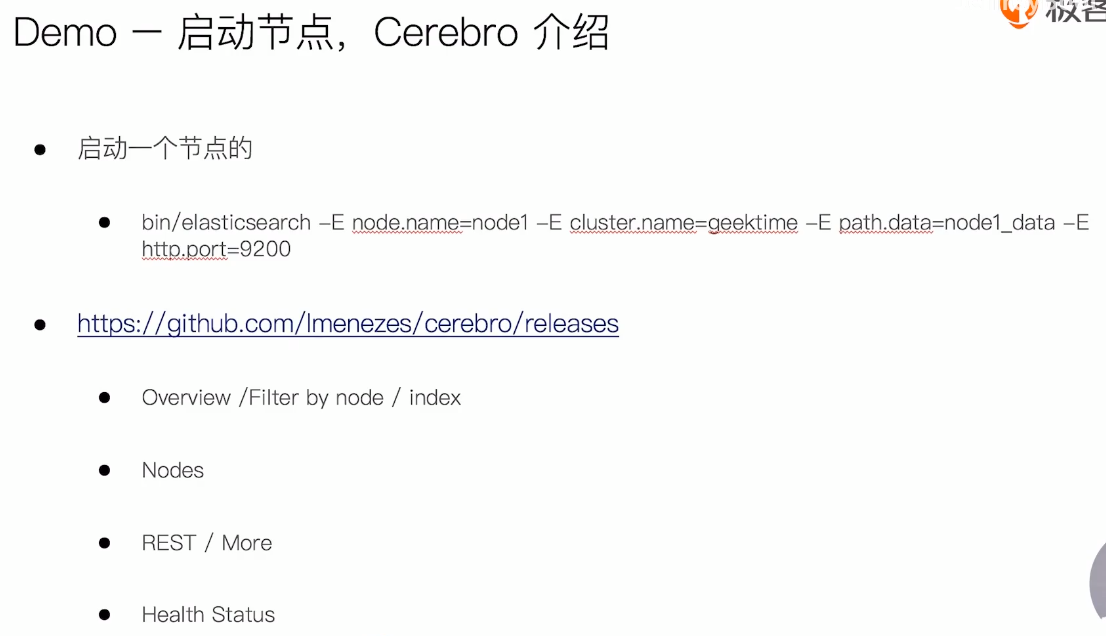 Demo – 启动节点，Cerebro 介绍
极客
启动一个节点的
bin/elasticsearch –E node.name=node1 –E cluster.name=geektime –E path.data=node1_data –E
http.port=9200
https://github.com/lmenezes/cerebro/releases
Overview /Filter by node / index
Nodes
REST / More
Health Status